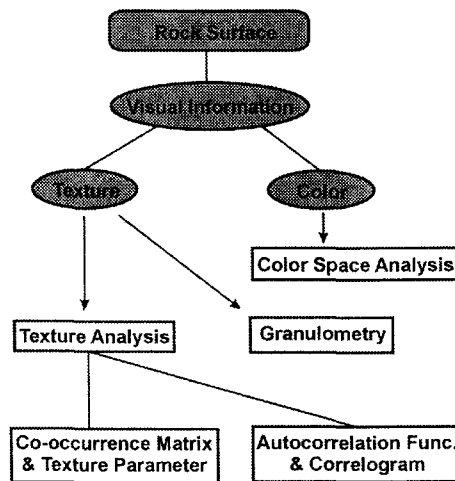 Rock Surface
Visual Information
Texture
Color
Color Space Analysis
Texture Analysis
Granulometry
Co-occurrence Matrix
& Texture Parameter
Autocorrelation Func.
& Correlogram